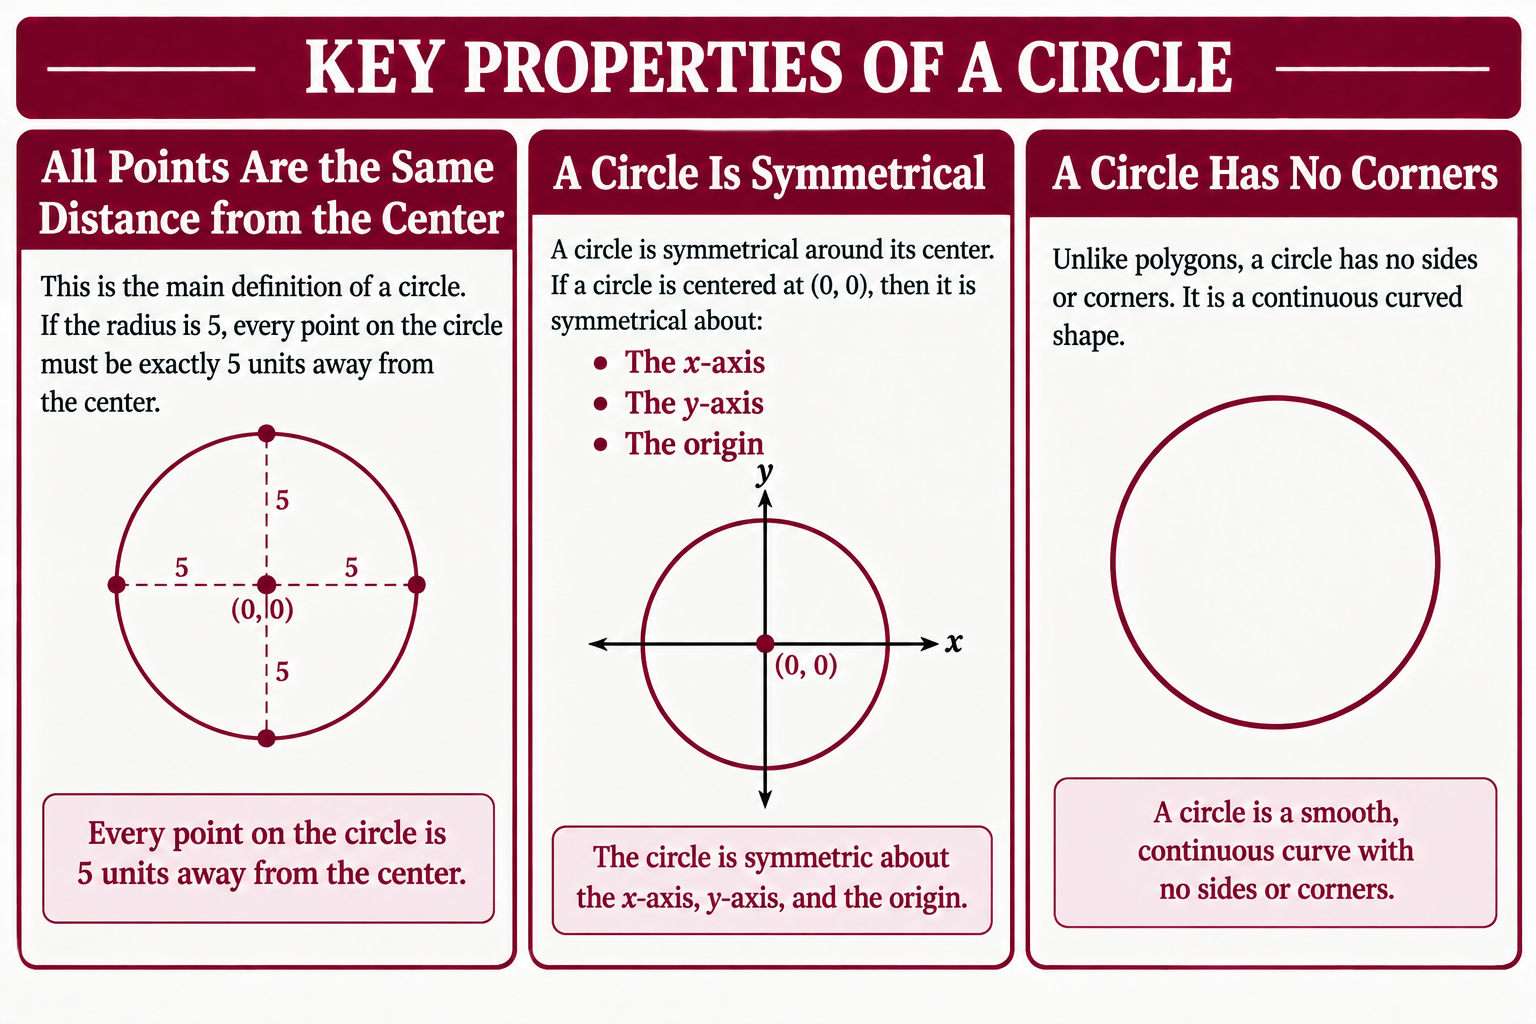 KEY PROPERTIES OF A CIRCLE
All Points Are the Same
Distance from the Center
This is the main definition of a circle.
If the radius is 5, every point on the circle
must be exactly 5 units away from
the center.
5
5
5
(0, 0)
5
Every point on the circle is
5 units away from the center.
A Circle Is Symmetrical
A circle is symmetrical around its center.
If a circle is centered at (0, 0), then it is
symmetrical about:
• The x-axis
• The y-axis
• The origin
y
x
(0, 0)
The circle is symmetric about
the x-axis, y-axis, and the origin.
A Circle Has No Corners
Unlike polygons, a circle has no sides
or corners. It is a continuous curved
shape.
A circle is a smooth,
continuous curve with
no sides or corners.